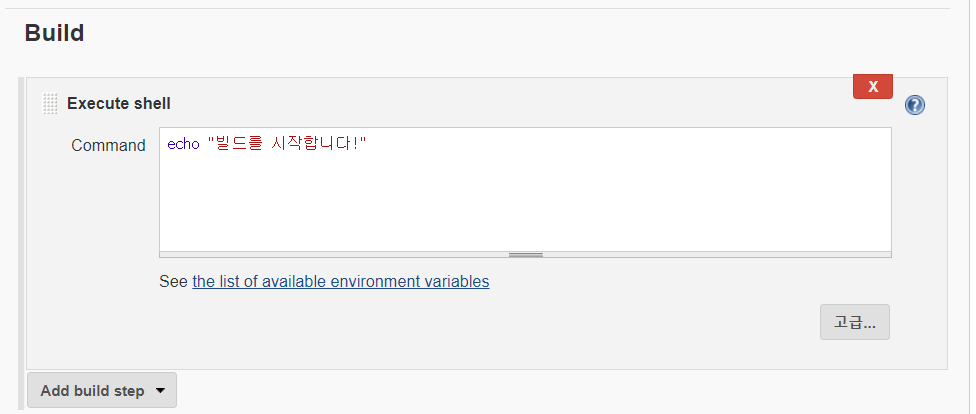 Build
X
Execute shell
?
Command
echo "빌드를 시작합니다!"
See the list of available environment variables
고급...
Add build step